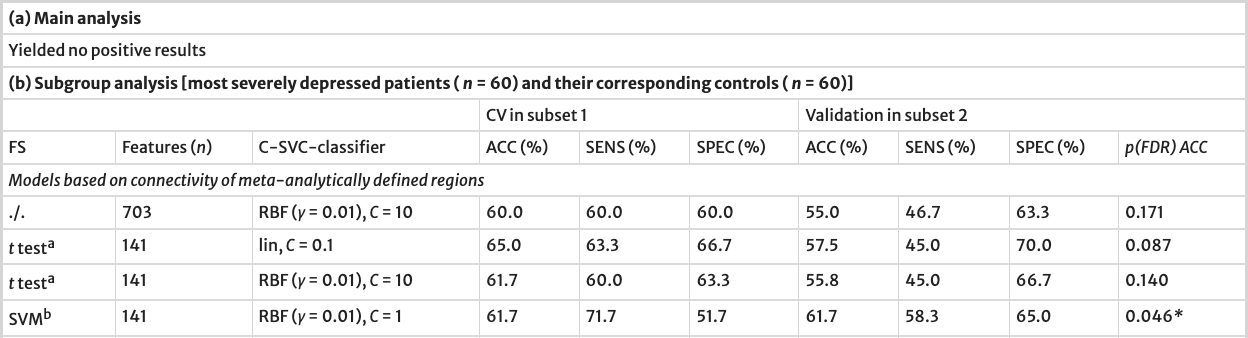 (a) Main analysis
Yielded no positive results
(b) Subgroup analysis [most severely depressed patients ( n = 60) and their corresponding controls ( n = 60)]
CV in subset 1 Validation in subset 2
FS Features (n) C-SVC-classifier ACC (%) SENS (%) SPEC (%) ACC (%) SENS (%) SPEC (%) p(FDR) ACC
Models based on connectivity of meta-analytically defined regions
./. 703 RBF (γ = 0.01), C = 10 60.0 60.0 60.0 55.0 46.7 63.3 0.171
t testᵃ 141 lin, C = 0.1 65.0 63.3 66.7 57.5 45.0 70.0 0.087
t testᵃ 141 RBF (γ = 0.01), C = 10 61.7 60.0 63.3 55.8 45.0 66.7 0.140
SVMᵇ 141 RBF (γ = 0.01), C = 1 61.7 71.7 51.7 61.7 58.3 65.0 0.046*